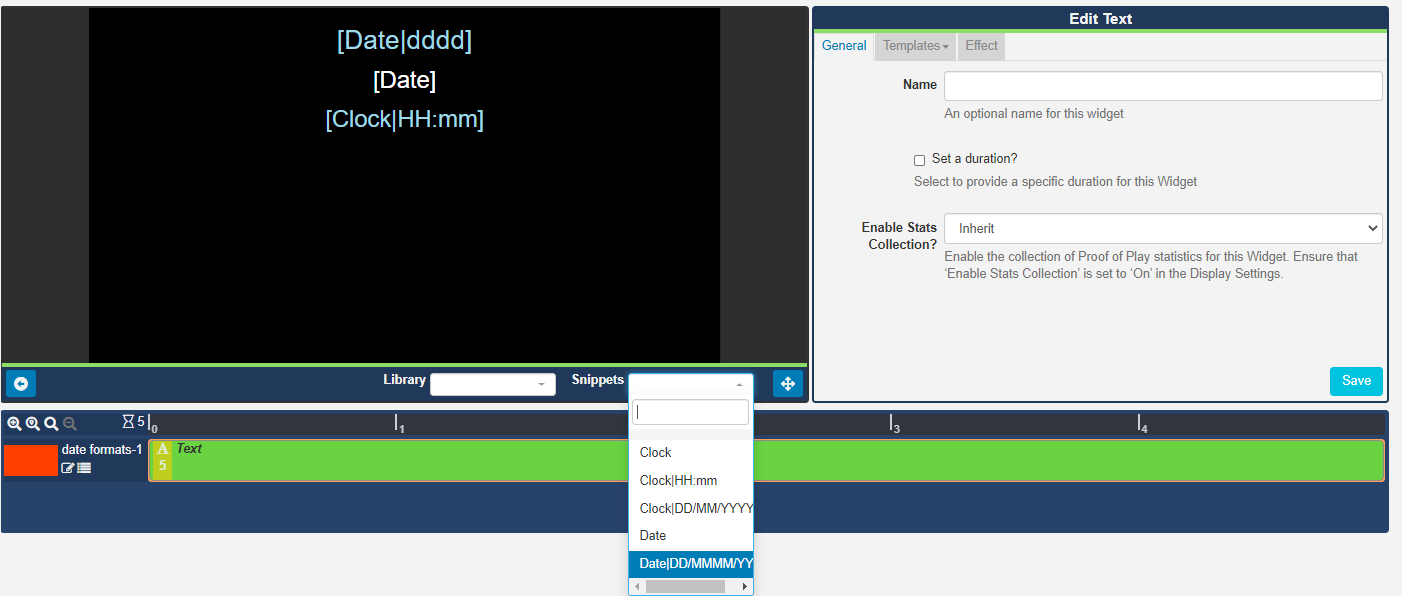 [Date|dddd]
[Date]
[Clock|HH:mm]
Edit Text
General Templates Effect
Name
An optional name for this widget
Set a duration?
Select to provide a specific duration for this Widget
Enable Stats Collection?
Inherit
Enable the collection of Proof of Play statistics for this Widget. Ensure that
‘Enable Stats Collection’ is set to ‘On’ in the Display Settings.
Save
Library
Snippets
Clock
Clock|HH:mm
Clock|DD/MM/YYYY
Date
Date|DD/MMMM/YY
5 0 1 3 4
date formats-1
A
5
Text